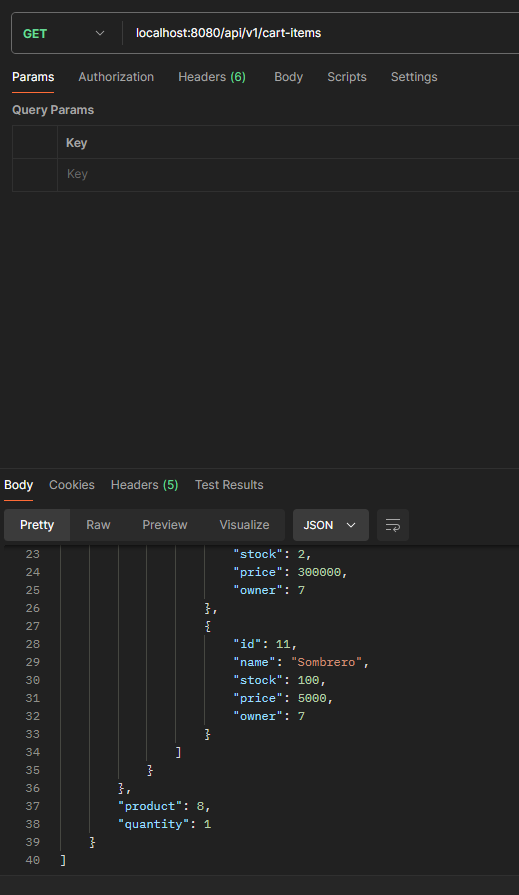 GET localhost:8080/api/v1/cart-items
Params Authorization Headers (6) Body Scripts Settings
Query Params
Key
Key
Body Cookies Headers (5) Test Results
Pretty Raw Preview Visualize JSON
23 "stock": 2,
24 "price": 300000,
25 "owner": 7
26 },
27 {
28 "id": 11,
29 "name": "Sombrero",
30 "stock": 100,
31 "price": 5000,
32 "owner": 7
33 }
34 ]
35 }
36 },
37 "product": 8,
38 "quantity": 1
39 }
40 ]